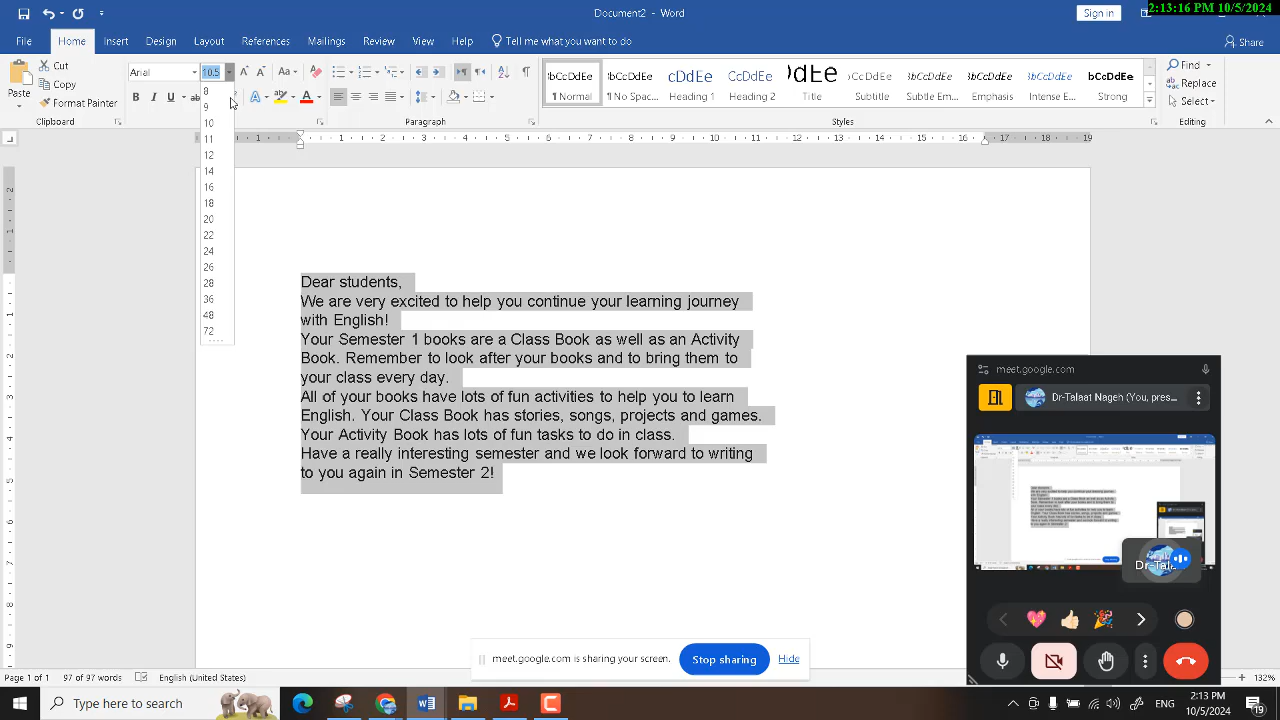 2:13:16 PM 10/5/2024
Document2 - Word
Sign in
File Home Insert Design Layout References Mailings Review View Help Tell me what you want to do
Share
Paste
Cut
Copy
Format Painter
Clipboard
Arial 10.5
8
9
10
11
12
14
16
18
20
22
24
26
28
36
48
72
Paragraph
¶ Normal
¶ No Spac...
Heading 1
Heading 2
Title
Subtitle
Subtle Em...
Emphasis
Intense E...
Strong
Styles
Find
Replace
Select
Editing
Dear students,
We are very excited to help you continue your learning journey
with English!
Your Semester 1 books are a Class Book as well as an Activity
Book. Remember to look after your books and to bring them to
your class every day.
All of your books have lots of fun activities to help you to learn
English. Your Class Book has stories, songs, projects and games.
Your Activity Book has lots of fun tasks to do in class.
interesting semester and we look forward to writing
to you again in Semester 2!
meet.google.com
Dr-Talaat Nageh (You, pres...
meet.google.com is sharing your screen.
Stop sharing
Hide
Page 1 of 1 97 of 97 words English (United States)
132%
Type here to search
ENG
2:13 PM
10/5/2024